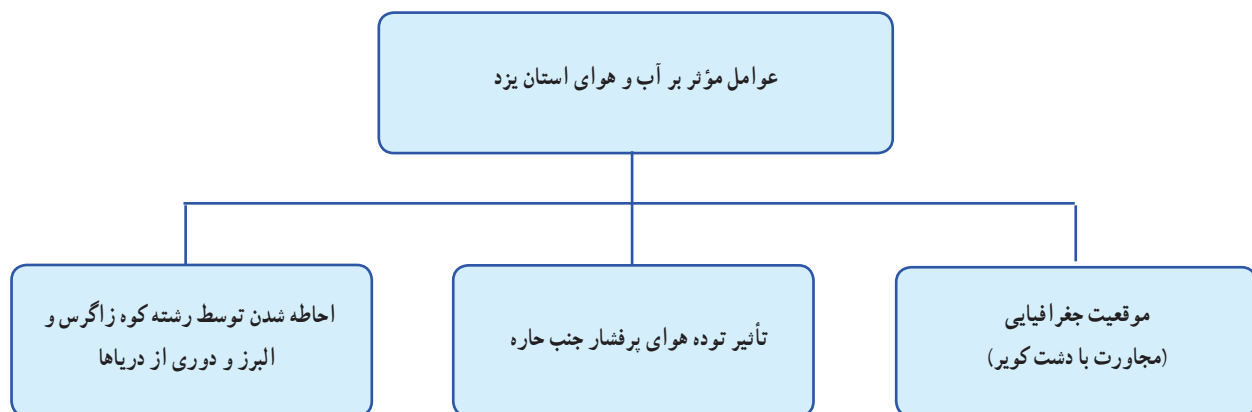 عوامل مؤثر بر آب و هوای استان یزد
موقعیت جغرافیایی
(مجاورت با دشت کویر)
تأثیر توده هوای پرفشار جنب حاره
احاطه شدن توسط رشته کوه زاگرس و
البرز و دوری از دریاها